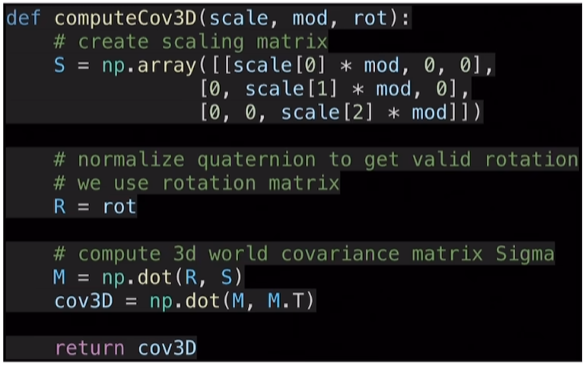 def computeCov3D(scale, mod, rot):
    # create scaling matrix
    S = np.array([[scale[0] * mod, 0, 0],
                  [0, scale[1] * mod, 0],
                  [0, 0, scale[2] * mod]])
    # normalize quaternion to get valid rotation
    # we use rotation matrix
    R = rot
    # compute 3d world covariance matrix Sigma
    M = np.dot(R, S)
    cov3D = np.dot(M, M.T)
    return cov3D